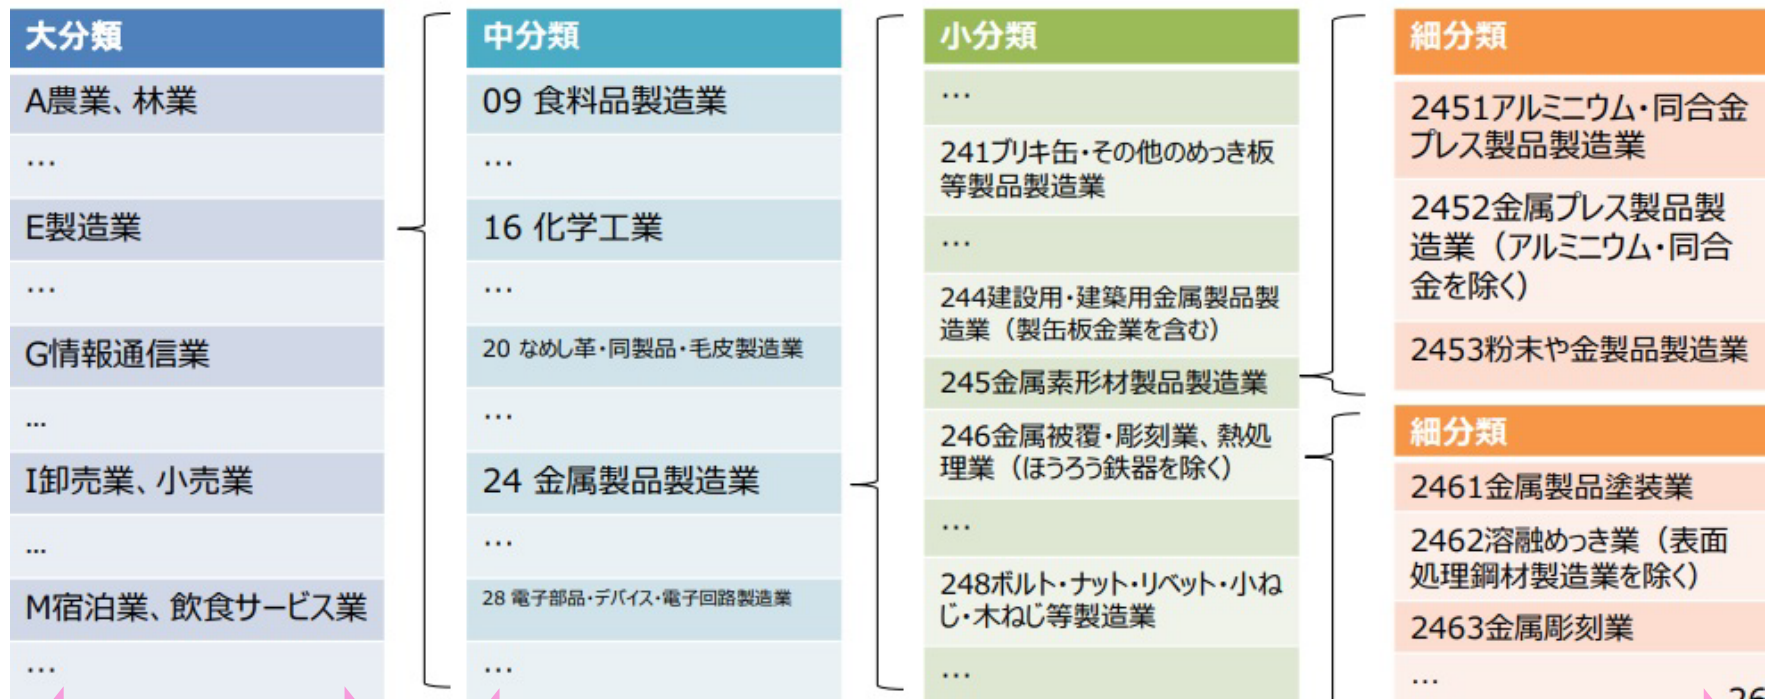 大分類
A農業、林業
…
E製造業
…
G情報通信業
...
I卸売業、小売業
...
M宿泊業、飲食サービス業
…
中分類
09 食料品製造業
…
16 化学工業
…
20 なめし革・同製品・毛皮製造業
…
24 金属製品製造業
…
28 電子部品・デバイス・電子回路製造業
…
小分類
…
241ブリキ缶・その他のめっき板
等製品製造業
…
244建設用・建築用金属製品製
造業（製缶板金業を含む）
245金属素形材製品製造業
246金属被覆・彫刻業、熱処
理業（ほうろう鉄器を除く）
…
248ボルト・ナット・リベット・小ね
じ・木ねじ等製造業
…
細分類
2451アルミニウム・同合金
プレス製品製造業
2452金属プレス製品製
造業（アルミニウム・同合
金を除く）
2453粉末や金製品製造業
細分類
2461金属製品塗装業
2462溶融めっき業（表面
処理鋼材製造業を除く）
2463金属彫刻業
…